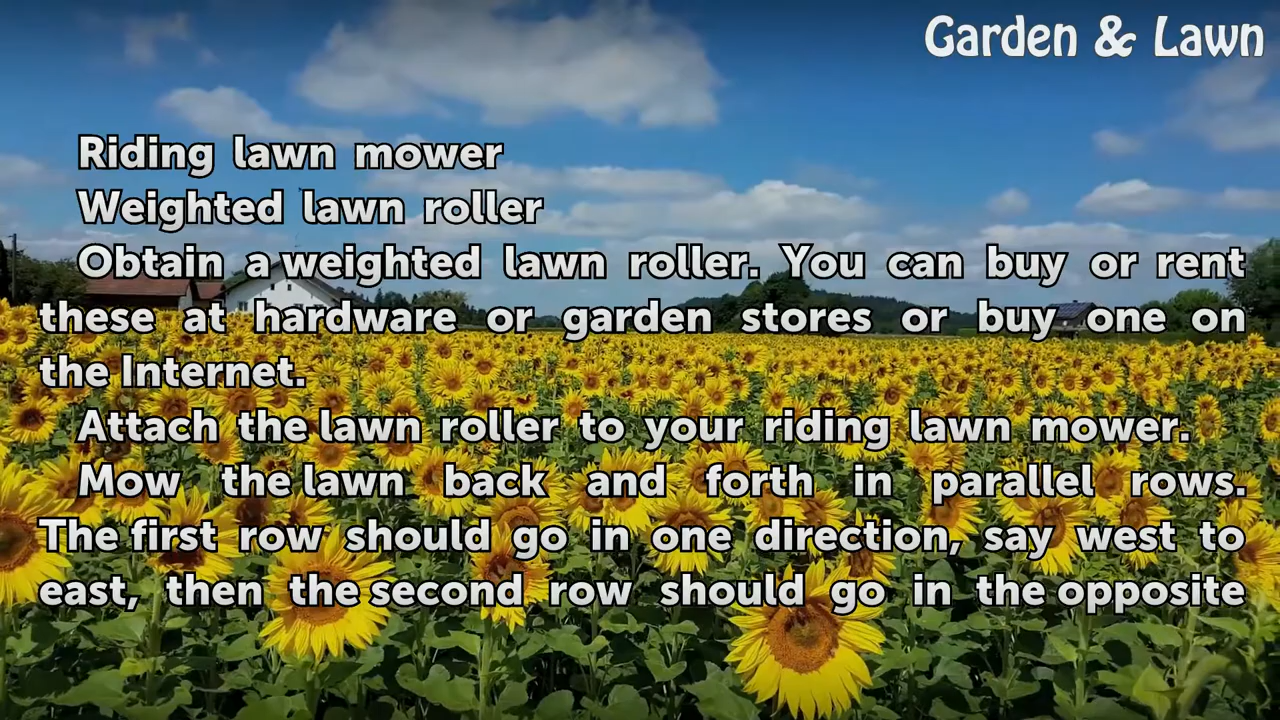 Garden & Lawn
Riding lawn mower
Weighted lawn roller
Obtain a weighted lawn roller. You can buy or rent
these at hardware or garden stores or buy one on
the Internet.
Attach the lawn roller to your riding lawn mower.
Mow the lawn back and forth in parallel rows.
The first row should go in one direction, say west to
east, then the second row should go in the opposite